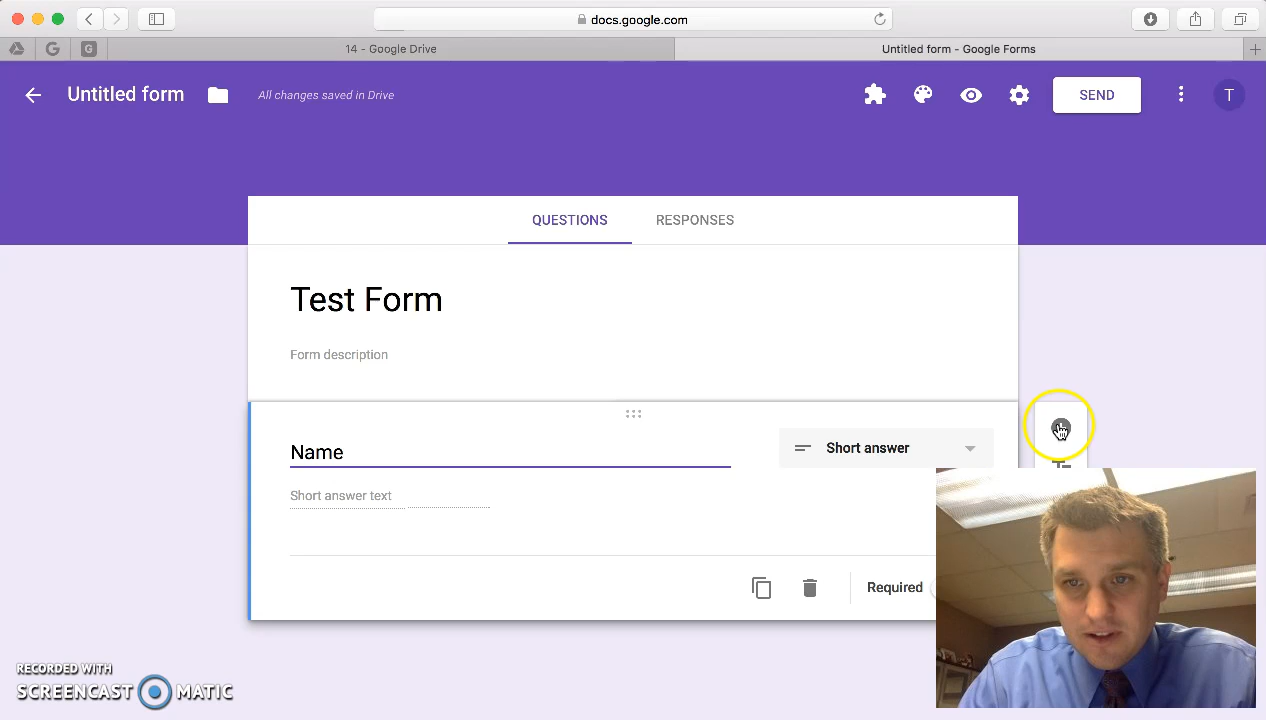 docs.google.com
G
G
14 - Google Drive
Untitled form - Google Forms
+
Untitled form
All changes saved in Drive
SEND
T
QUESTIONS
RESPONSES
Test Form
Form description
Name
Short answer
Short answer text
Required
RECORDED WITH
SCREENCAST MATIC